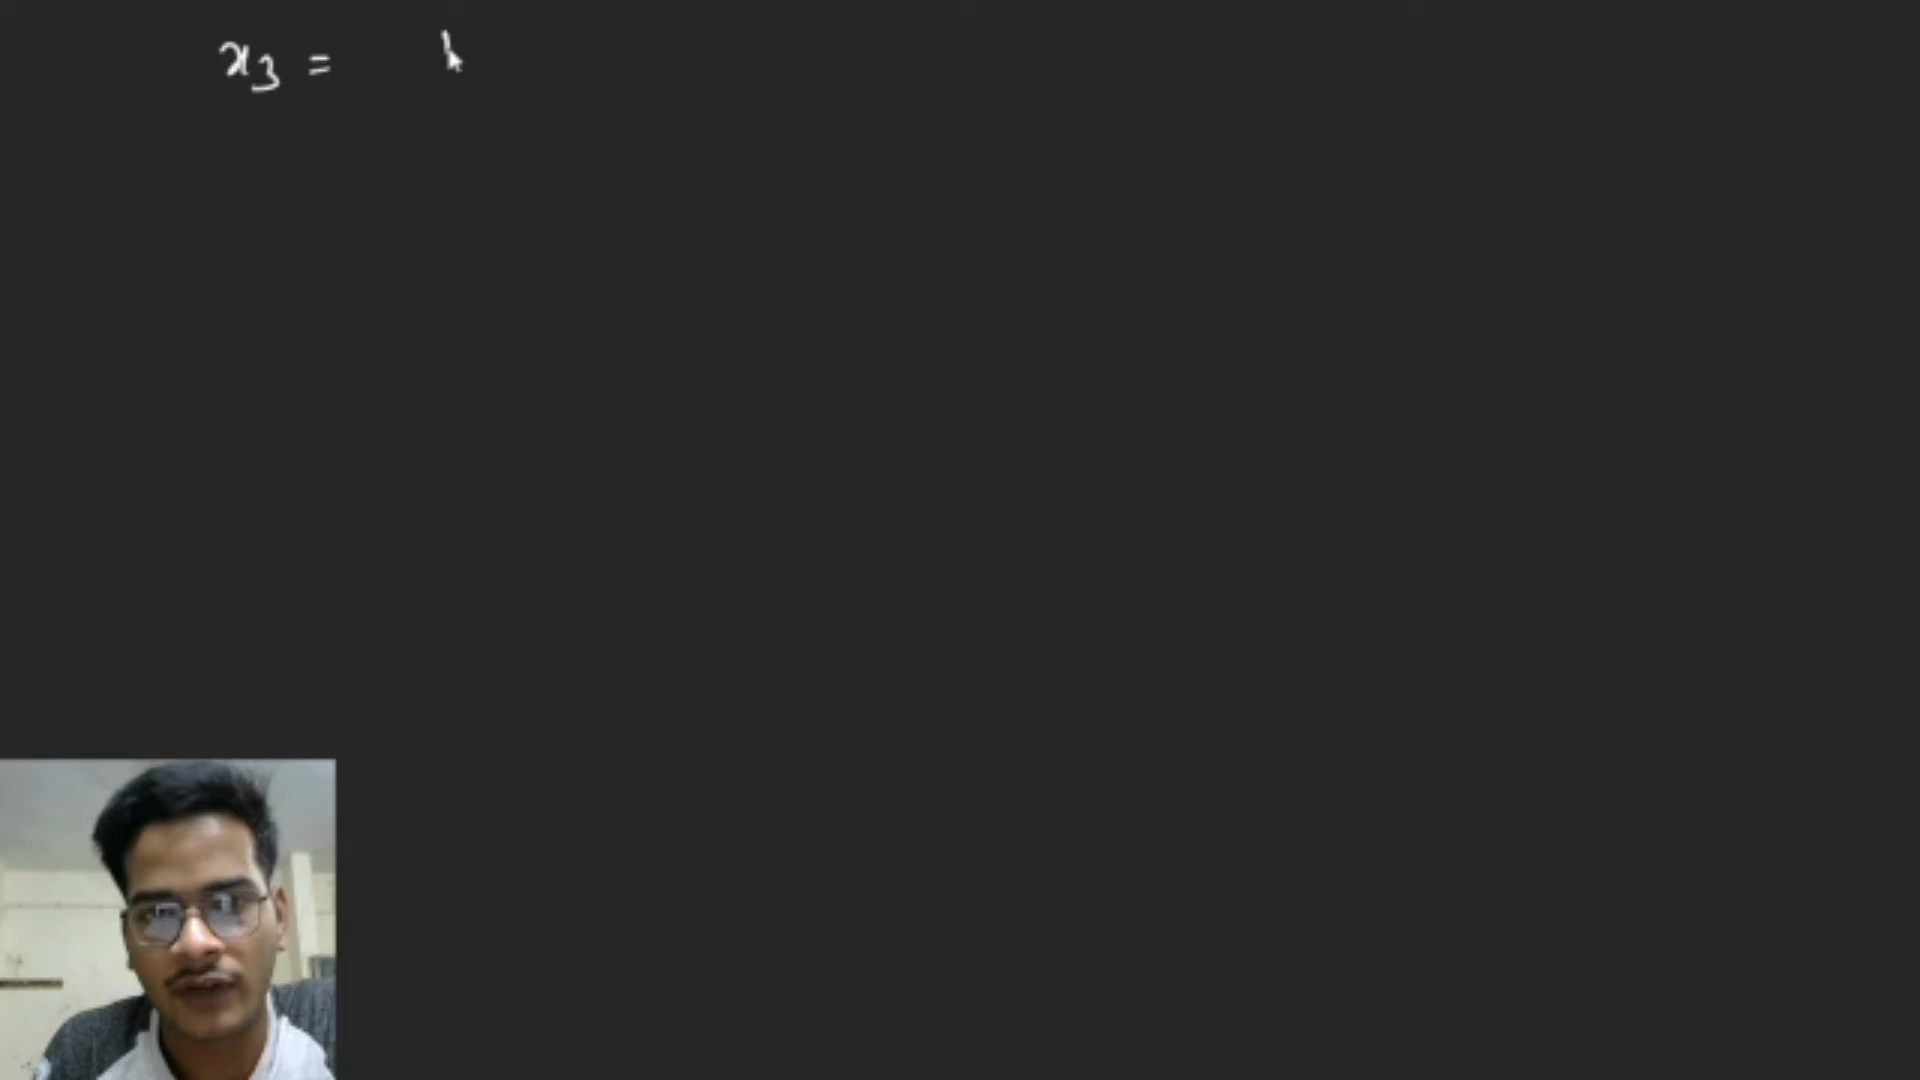 x₃ =